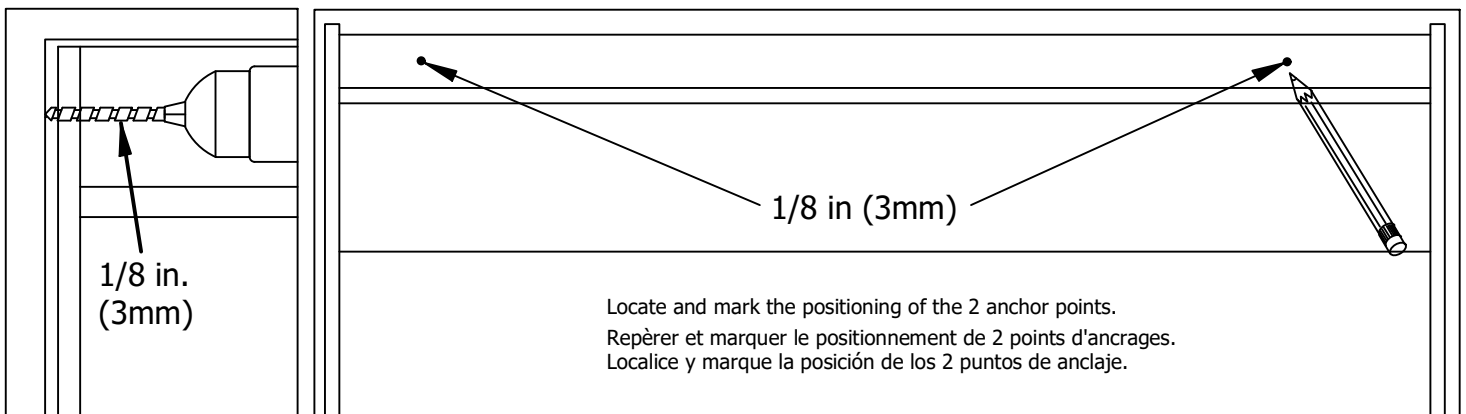 1/8 in.
(3mm)
1/8 in (3mm)
Locate and mark the positioning of the 2 anchor points.
Repèrer et marquer le positionnement de 2 points d'ancrages.
Localice y marque la posición de los 2 puntos de anclaje.